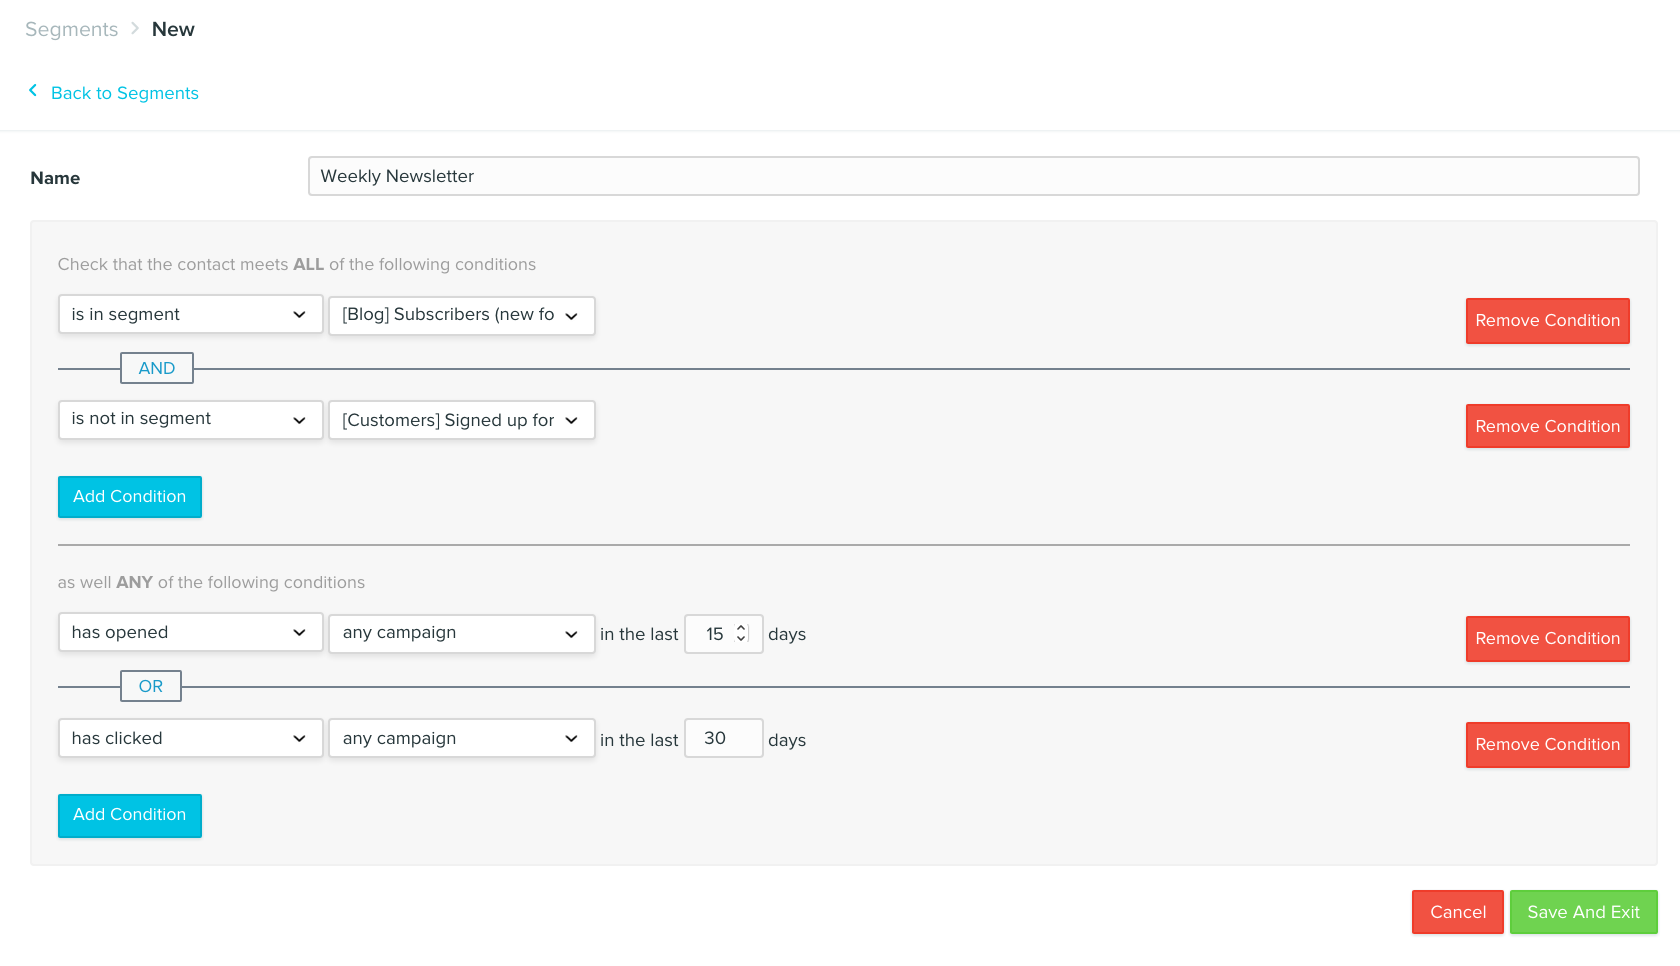 Segments > New
Back to Segments
Name Weekly Newsletter
Check that the contact meets ALL of the following conditions
is in segment [Blog] Subscribers (new fo Remove Condition
AND
is not in segment [Customers] Signed up for Remove Condition
Add Condition
as well ANY of the following conditions
has opened any campaign in the last 15 days Remove Condition
OR
has clicked any campaign in the last 30 days Remove Condition
Add Condition
Cancel Save And Exit